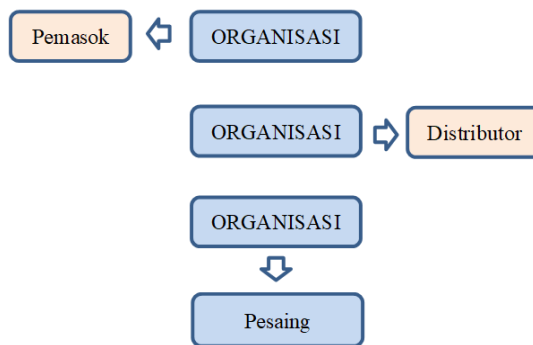 Pemasok
ORGANISASI
ORGANISASI
Distributor
ORGANISASI
Pesaing